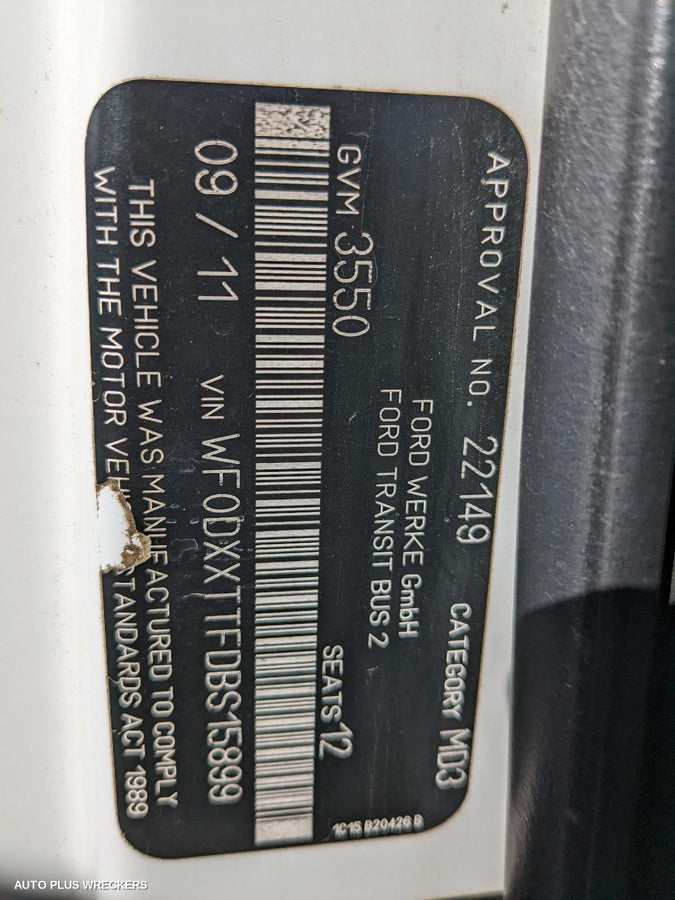 APPROVAL NO. 22149 CATEGORY MD3
FORD WERKE GmbH
FORD TRANSIT BUS 2
GVM 3550 SEATS 12
1C15 B20426 B
09 / 11 VIN WF0DXXTTFDBS15899
THIS VEHICLE WAS MANUFACTURED TO COMPLY
WITH THE MOTOR STANDARDS ACT 1989
AUTO PLUS WRECKERS